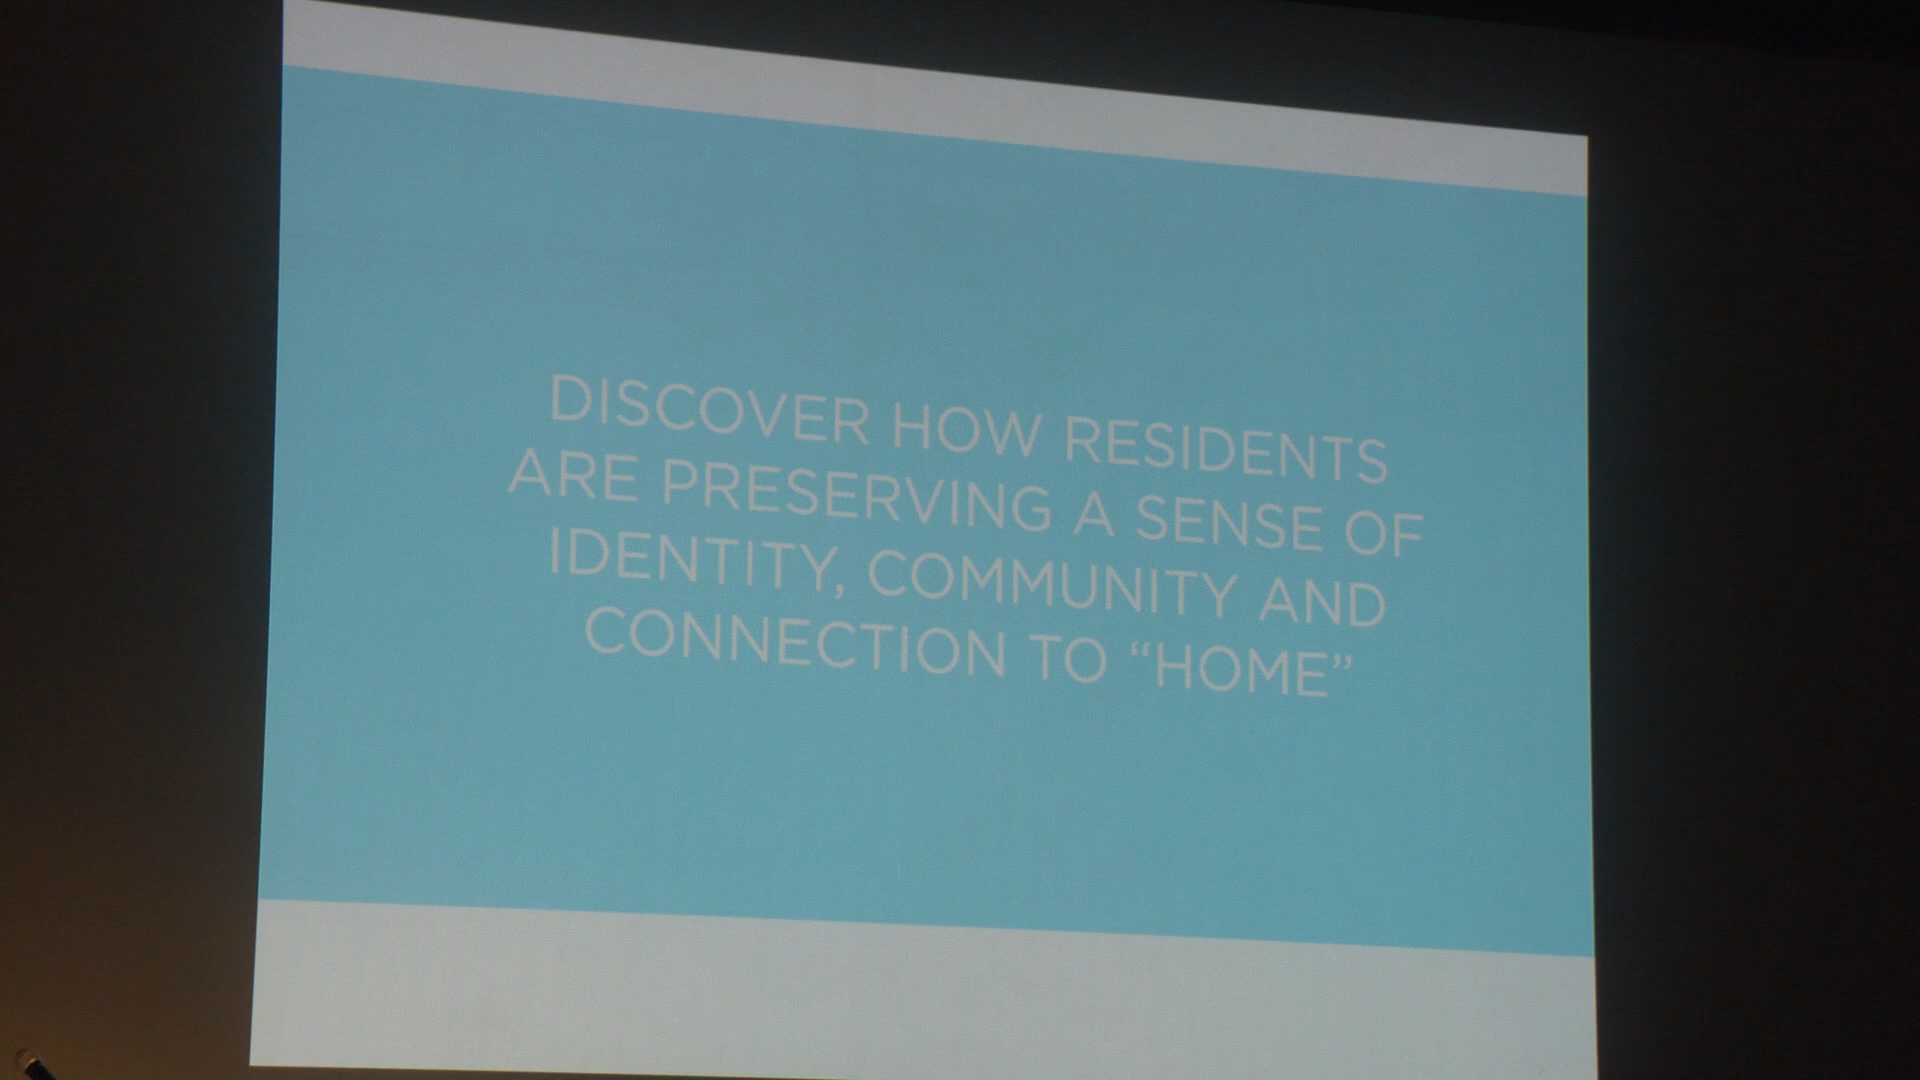 DISCOVER HOW RESIDENTS
ARE PRESERVING A SENSE OF
IDENTITY, COMMUNITY AND
CONNECTION TO “HOME”